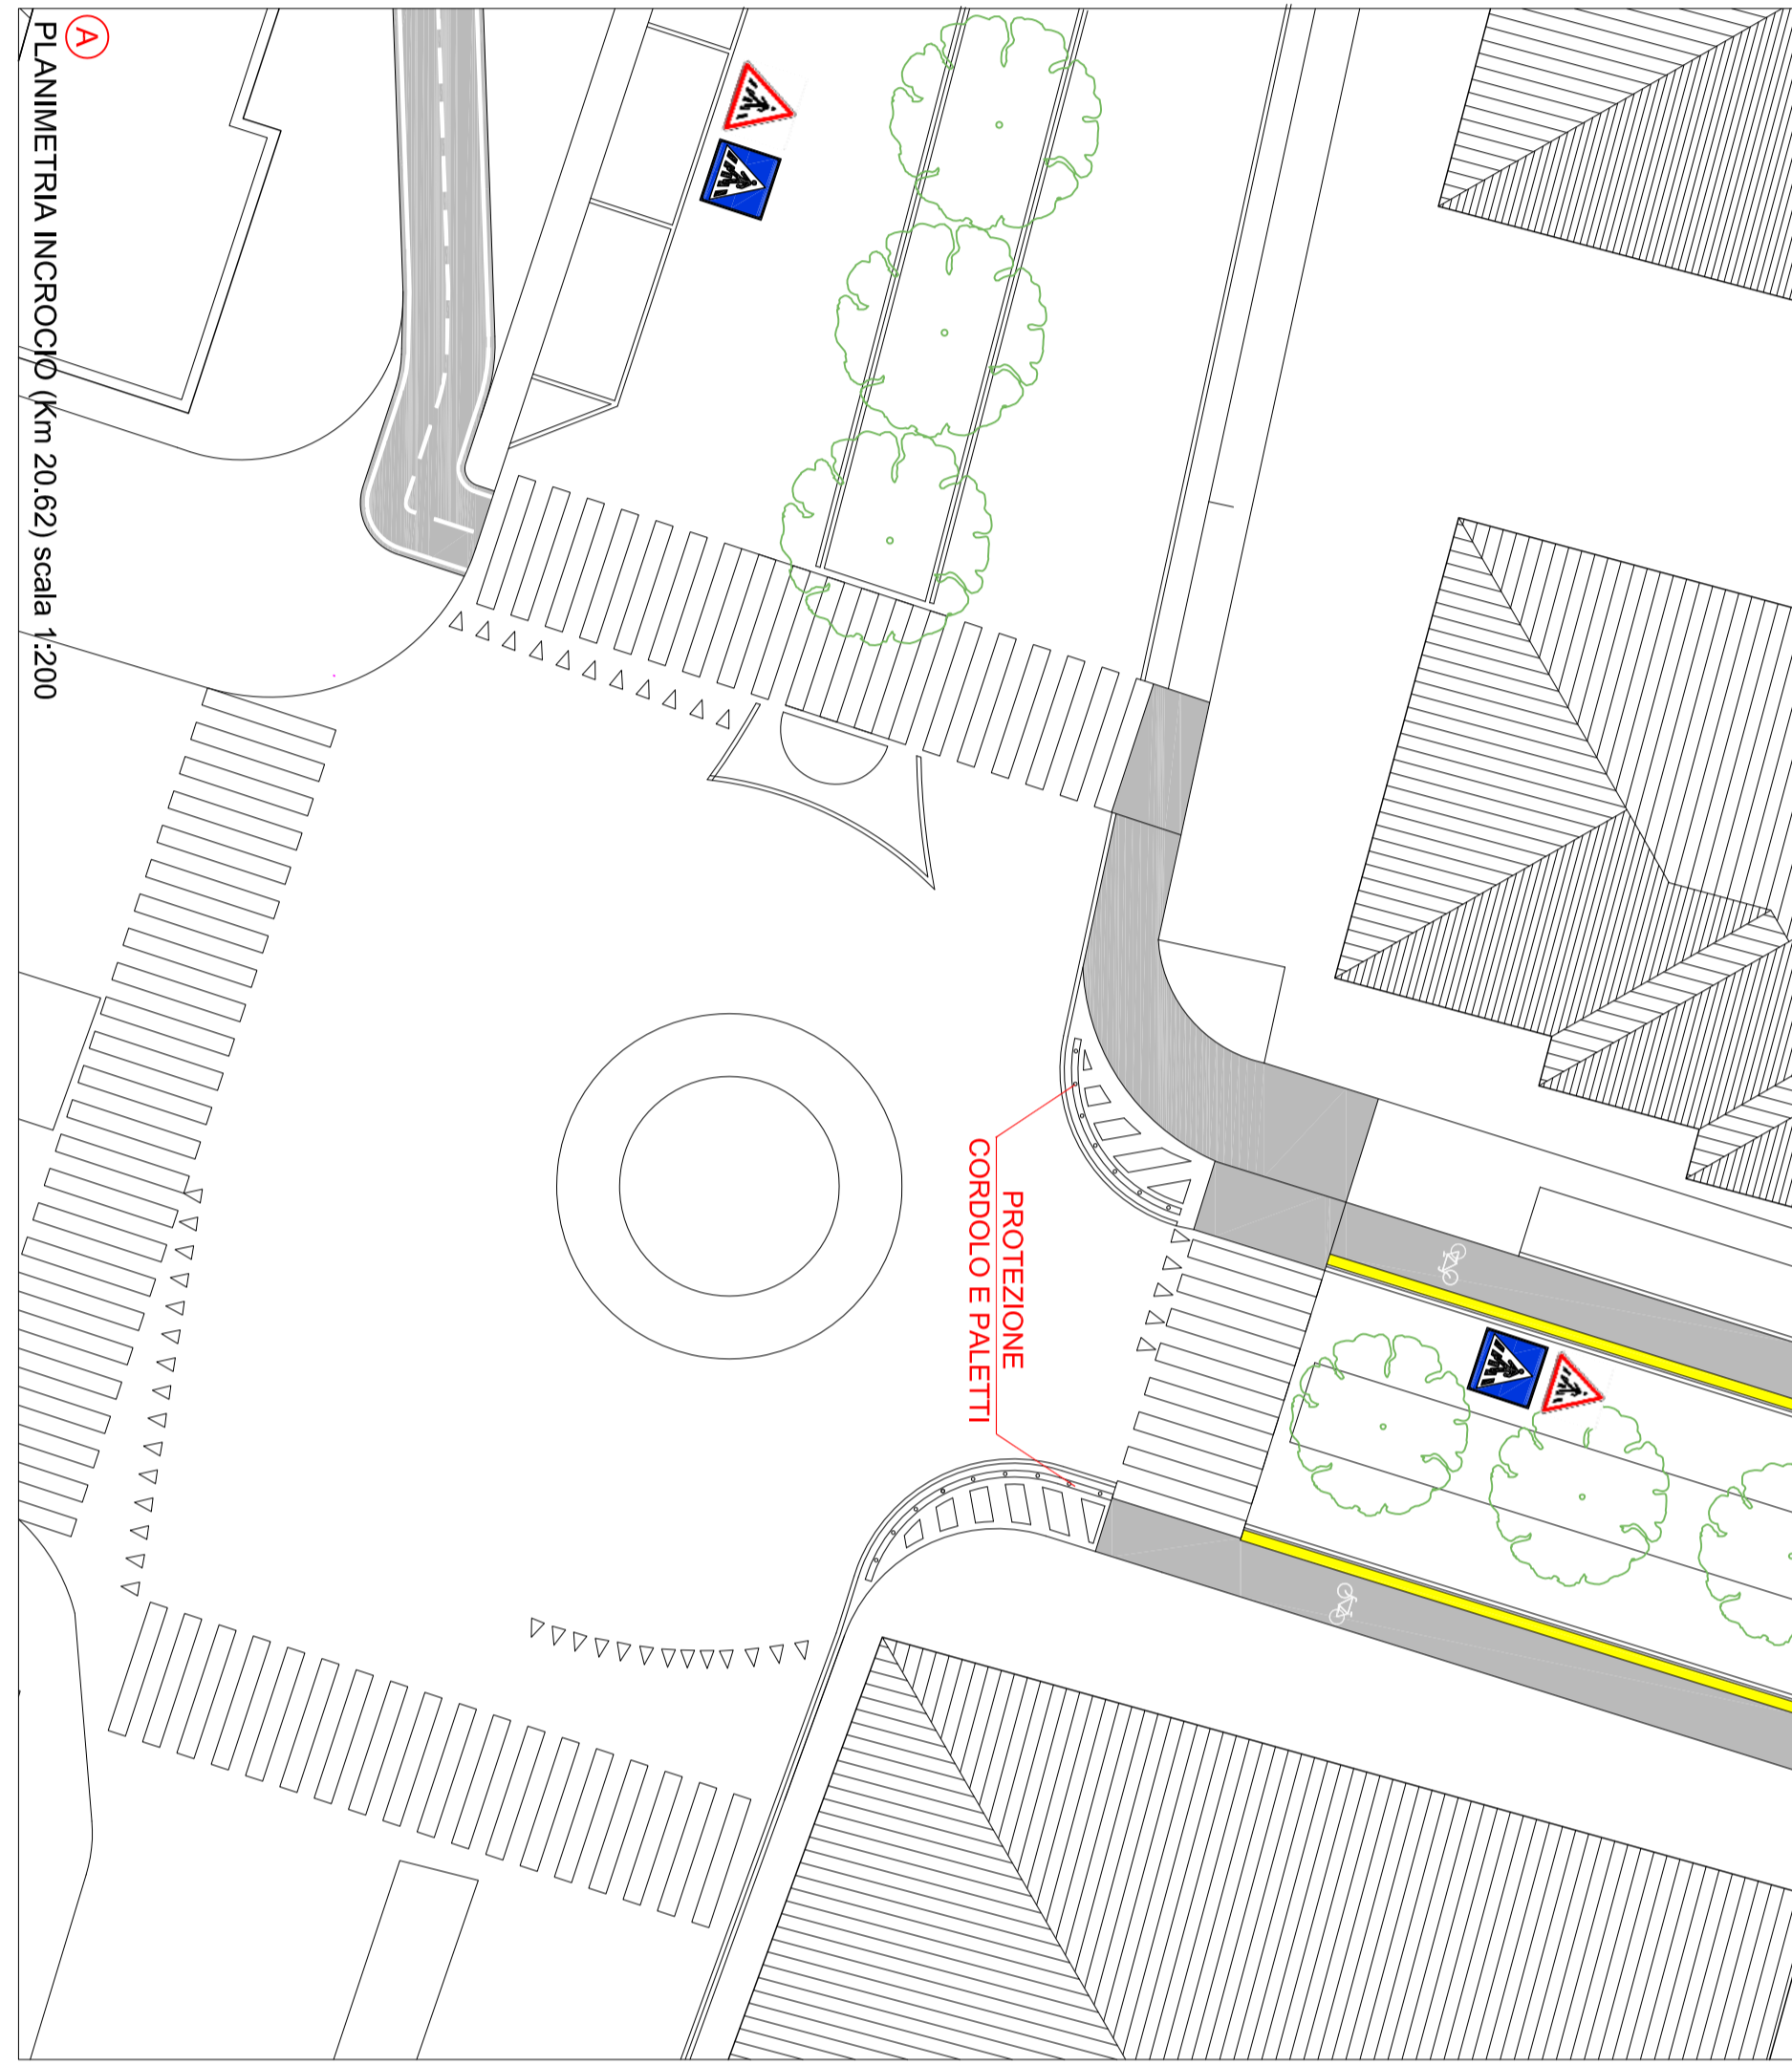 A
PLANIMETRIA INCROCIO (Km 20.62) scala 1:200
PROTEZIONE
CORDOLO E PALETTI